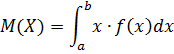 M(X) = ∫_a^b x · f(x)dx